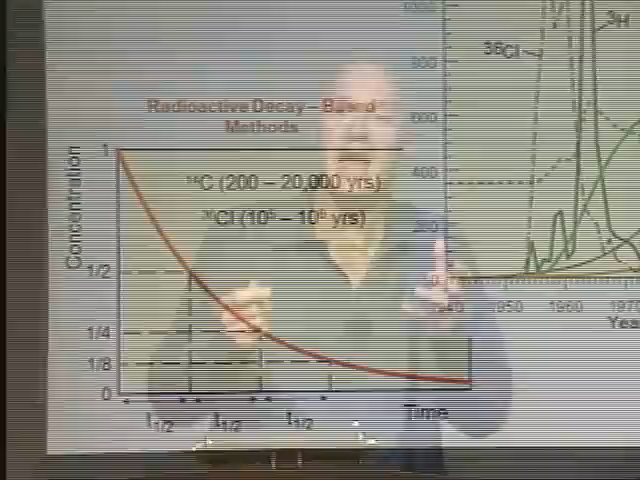 Radioactive Decay – Based
Methods
1
Concentration
¹⁴C (200 – 20,000 yrs)
³⁶Cl (10⁵ – 10⁶ yrs)
1/2
1/4
1/8
0
t1/2
t1/2
t1/2
Time
³H
³⁶Cl
800
600
400
200
0
1950
1960
1970